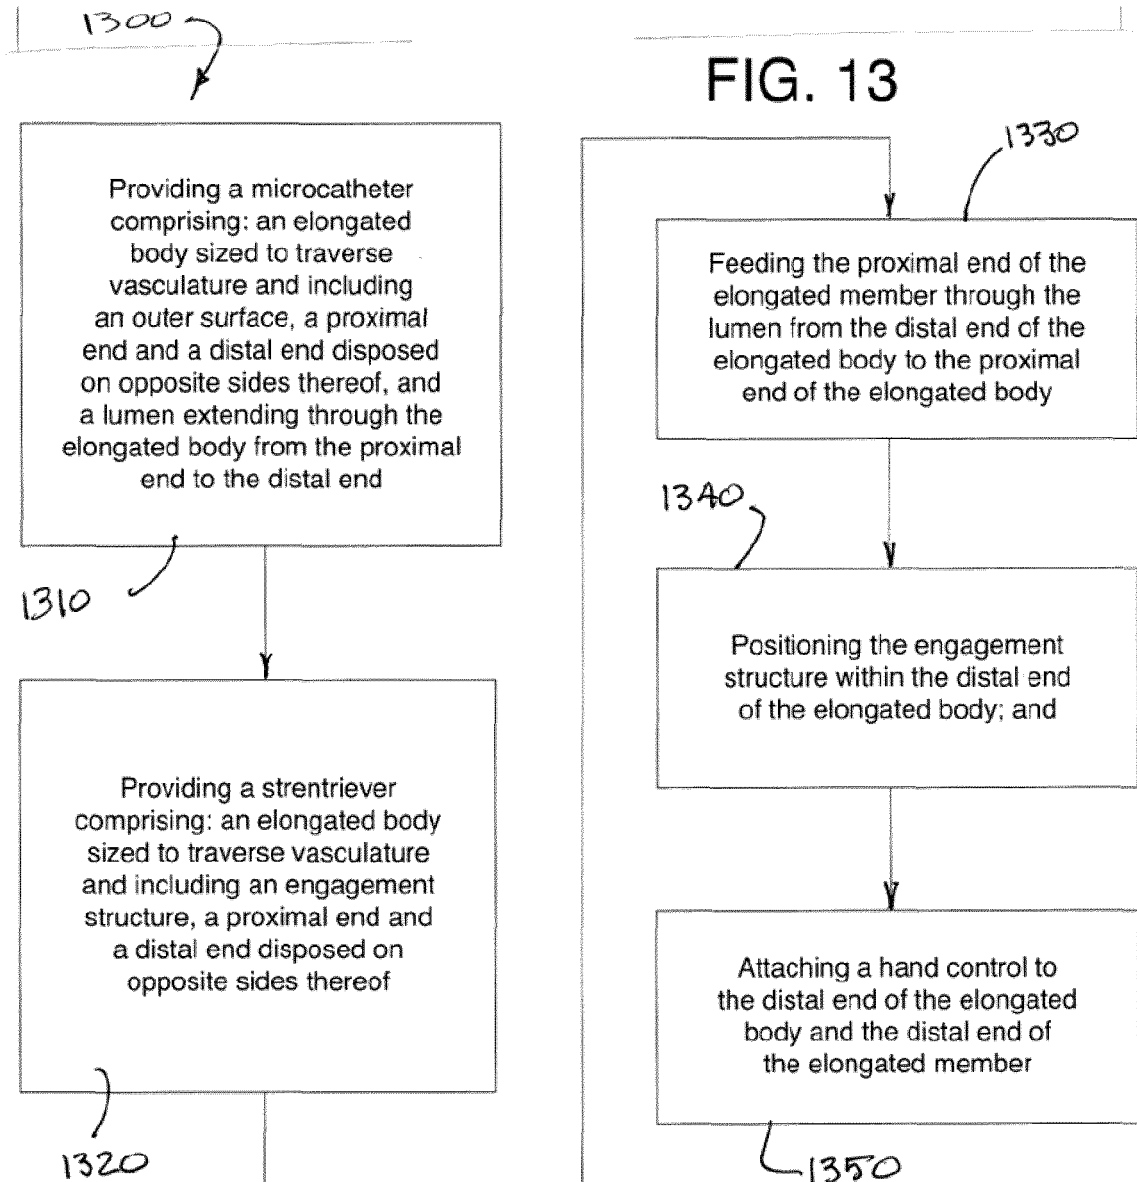 1300
FIG. 13
Providing a microcatheter
comprising: an elongated
body sized to traverse
vasculature and including
an outer surface, a proximal
end and a distal end disposed
on opposite sides thereof, and
a lumen extending through the
elongated body from the proximal
end to the distal end
1310
Providing a strentriever
comprising: an elongated body
sized to traverse vasculature
and including an engagement
structure, a proximal end and
a distal end disposed on
opposite sides thereof
1320
1330
Feeding the proximal end of the
elongated member through the
lumen from the distal end of the
elongated body to the proximal
end of the elongated body
1340
Positioning the engagement
structure within the distal end
of the elongated body; and
Attaching a hand control to
the distal end of the elongated
body and the distal end of
the elongated member
1350